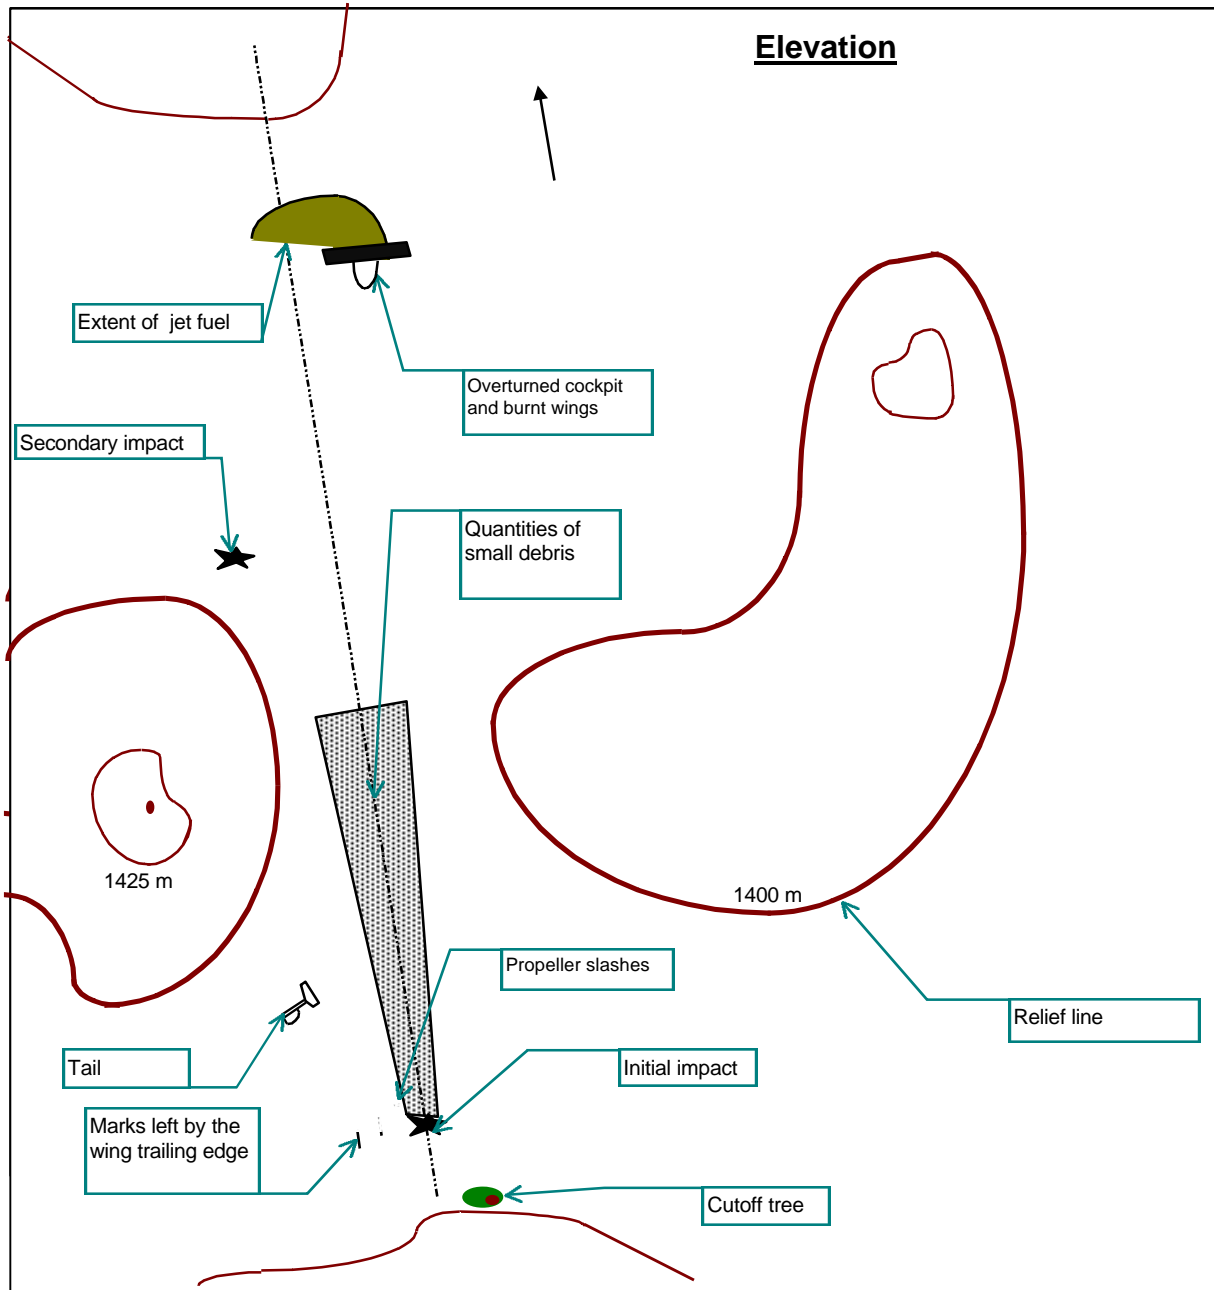 Elevation
Extent of jet fuel
Overturned cockpit
and burnt wings
Secondary impact
Quantities of
small debris
1425 m
1400 m
Propeller slashes
Relief line
Tail
Initial impact
Marks left by the
wing trailing edge
Cutoff tree